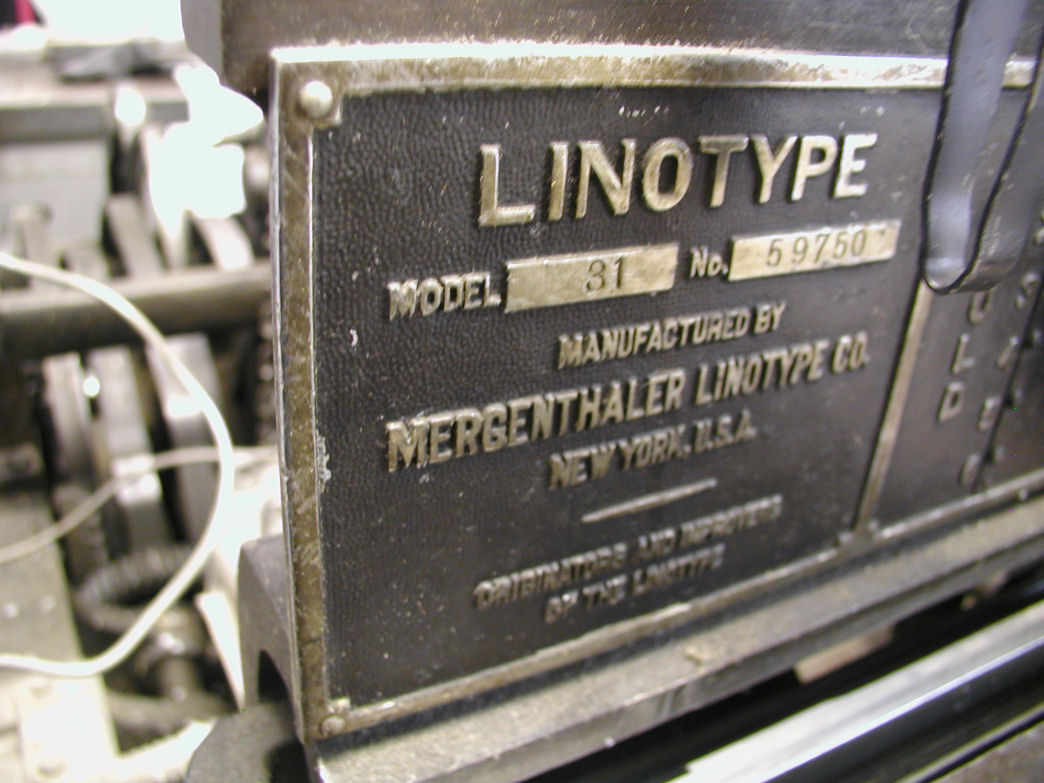 LINOTYPE
MODEL 31 No. 59750
MANUFACTURED BY
MERGENTHALER LINOTYPE CO.
NEW YORK, U.S.A.
ORIGINATORS AND IMPROVERS
OF THE LINOTYPE